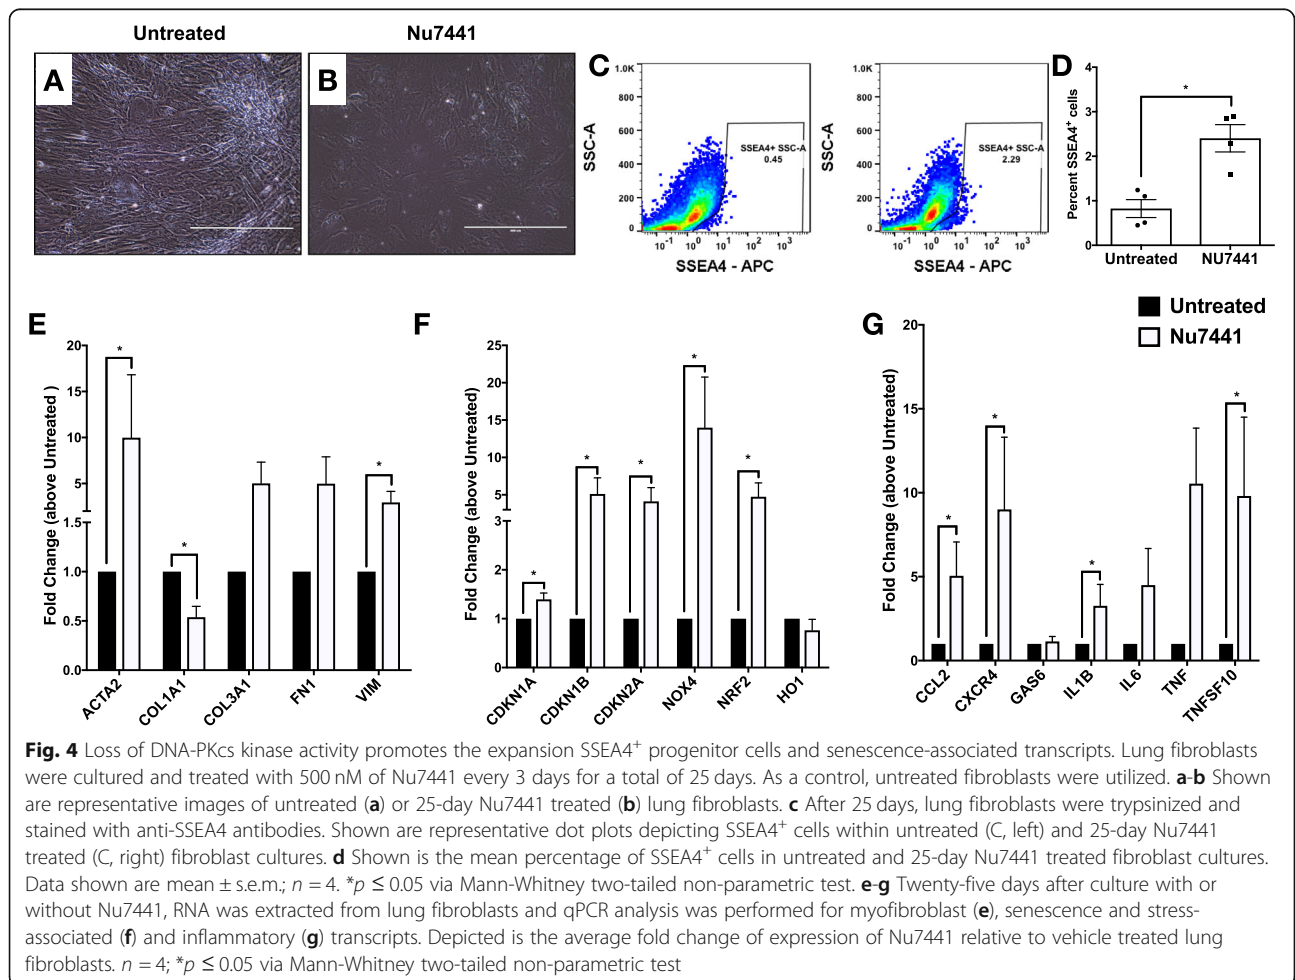 Untreated
Nu7441
A
B
C
1.0K
800
600
400
200
0
SSC-A
SSEA4+ SSC-A
0.45
10-1 100 101 102 103
SSEA4 - APC
1.0K
800
600
400
200
0
SSC-A
SSEA4+ SSC-A
2.29
10-1 100 101 102 103
SSEA4 - APC
D
4
3
2
1
0
Percent SSEA4+ cells
*
Untreated NU7441
Untreated
Nu7441
E
20
15
10
5
1.5
1.0
0.5
0.0
Fold Change (above Untreated )
* * *
ACTA2 COL1A1 COL3A1 FN1 VIM
F
25
20
15
10
5
3
2
1
0
Fold Change (above Untreated)
* * * * *
CDKN1A CDKN1B CDKN2A NOX4 NRF2 HO1
G
20
15
10
5
0
Fold Change (above Untreated)
* * * *
CCL2 CXCR4 GAS6 IL1B IL6 TNF TNFSF10
Fig. 4 Loss of DNA-PKcs kinase activity promotes the expansion SSEA4+ progenitor cells and senescence-associated transcripts. Lung fibroblasts
were cultured and treated with 500 nM of Nu7441 every 3 days for a total of 25 days. As a control, untreated fibroblasts were utilized. a-b Shown
are representative images of untreated (a) or 25-day Nu7441 treated (b) lung fibroblasts. c After 25 days, lung fibroblasts were trypsinized and
stained with anti-SSEA4 antibodies. Shown are representative dot plots depicting SSEA4+ cells within untreated (C, left) and 25-day Nu7441
treated (C, right) fibroblast cultures. d Shown is the mean percentage of SSEA4+ cells in untreated and 25-day Nu7441 treated fibroblast cultures.
Data shown are mean ± s.e.m.; n = 4. *p ≤ 0.05 via Mann-Whitney two-tailed non-parametric test. e-g Twenty-five days after culture with or
without Nu7441, RNA was extracted from lung fibroblasts and qPCR analysis was performed for myofibroblast (e), senescence and stress-
associated (f) and inflammatory (g) transcripts. Depicted is the average fold change of expression of Nu7441 relative to vehicle treated lung
fibroblasts. n = 4; *p ≤ 0.05 via Mann-Whitney two-tailed non-parametric test